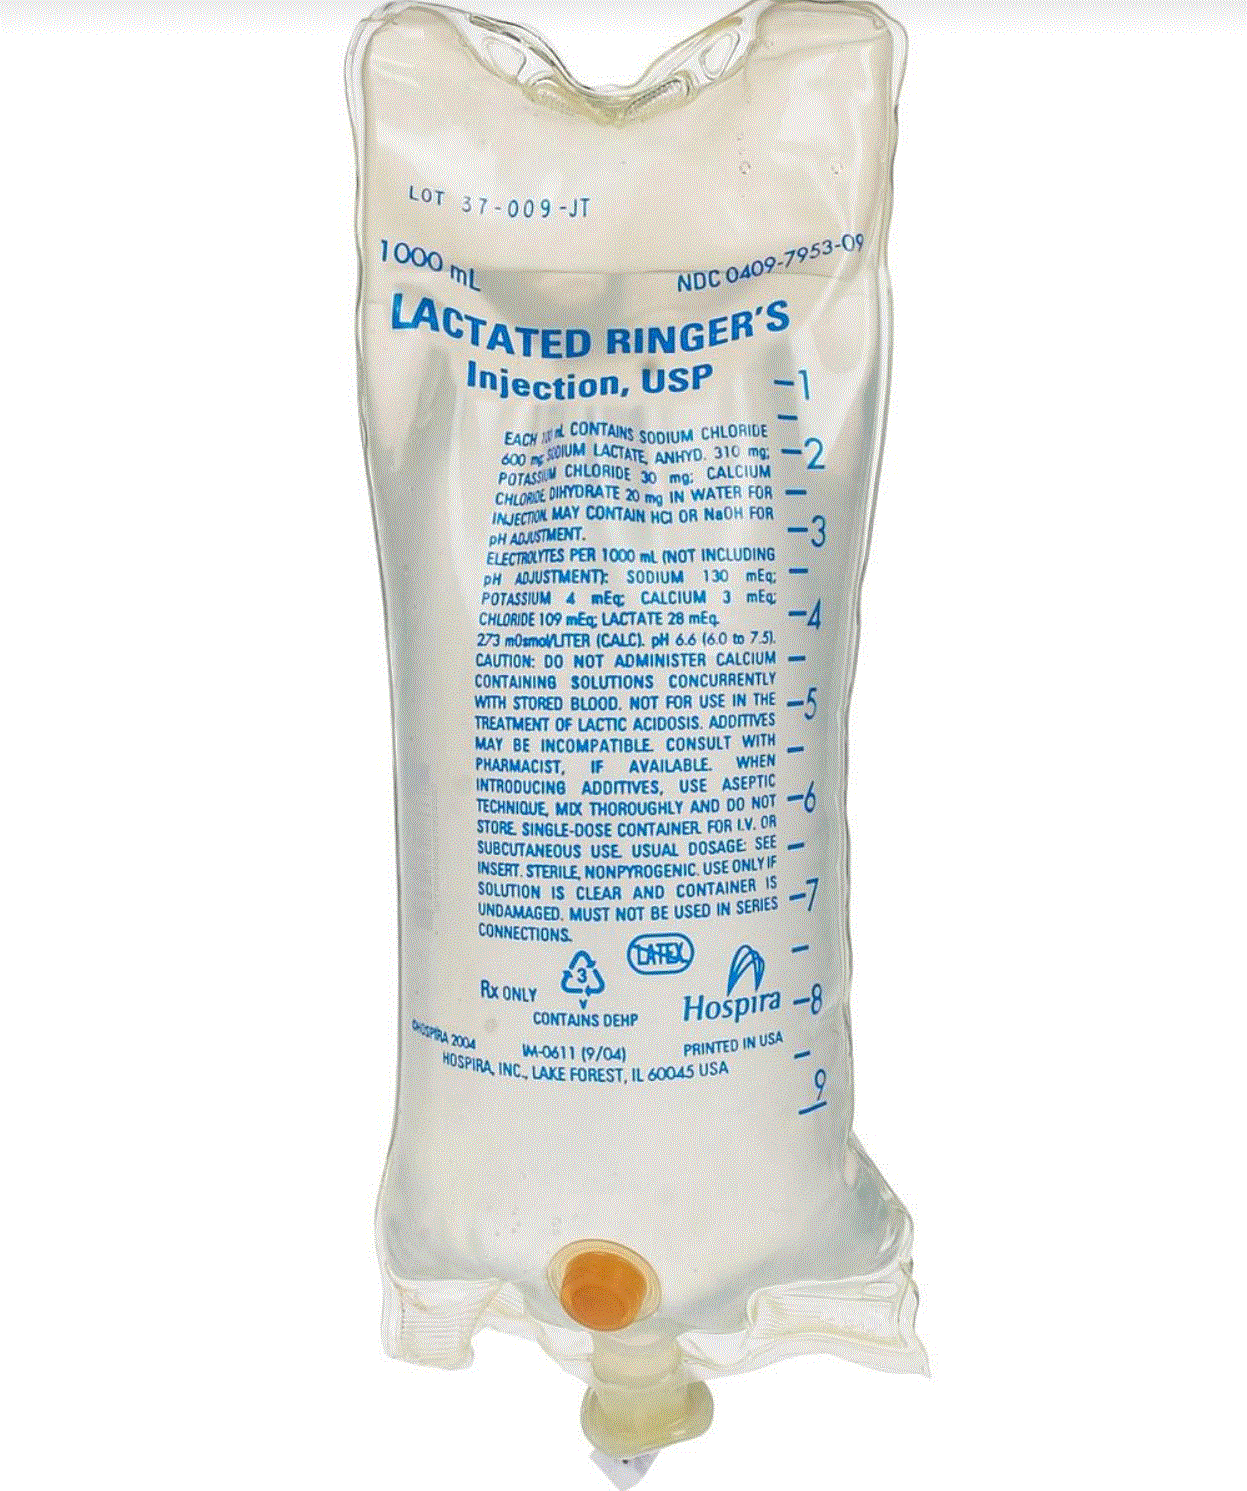 LOT 37-009-JT
1000 mL
NDC 0409-7953-09
LACTATED RINGER'S
Injection, USP
EACH 100 mL CONTAINS SODIUM CHLORIDE
600 mg SODIUM LACTATE, ANHYD. 310 mg;
POTASSIUM CHLORIDE 30 mg; CALCIUM
CHLORIDE DIHYDRATE 20 mg IN WATER FOR
INJECTION. MAY CONTAIN HCl OR NaOH FOR
pH ADJUSTMENT.
ELECTROLYTES PER 1000 mL (NOT INCLUDING
pH ADJUSTMENT): SODIUM 130 mEq;
POTASSIUM 4 mEq; CALCIUM 3 mEq;
CHLORIDE 109 mEq; LACTATE 28 mEq.
273 mOsmol/LITER (CALC). pH 6.6 (6.0 to 7.5).
CAUTION: DO NOT ADMINISTER CALCIUM
CONTAINING SOLUTIONS CONCURRENTLY
WITH STORED BLOOD. NOT FOR USE IN THE
TREATMENT OF LACTIC ACIDOSIS. ADDITIVES
MAY BE INCOMPATIBLE. CONSULT WITH
PHARMACIST, IF AVAILABLE. WHEN
INTRODUCING ADDITIVES, USE ASEPTIC
TECHNIQUE, MIX THOROUGHLY AND DO NOT
STORE. SINGLE-DOSE CONTAINER. FOR I.V. OR
SUBCUTANEOUS USE. USUAL DOSAGE: SEE
INSERT. STERILE, NONPYROGENIC. USE ONLY IF
SOLUTION IS CLEAR AND CONTAINER IS
UNDAMAGED. MUST NOT BE USED IN SERIES
CONNECTIONS.
LATEX
Rx ONLY
3
V
CONTAINS DEHP
Hospira
©HOSPIRA 2004
IM-0611 (9/04)
PRINTED IN USA
HOSPIRA, INC., LAKE FOREST, IL 60045 USA
1
2
3
4
5
6
7
8
9